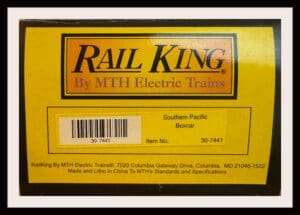 RAIL KING®
By MTH Electric Trains
Southern Pacific
Boxcar
30-7441
Item No. 30-7441
RailKing By MTH Electric Trains® 7020 Columbia Gateway Drive, Columbia, MD 21046-1532
Made and Litho in China To MTH's Standards and Specifications